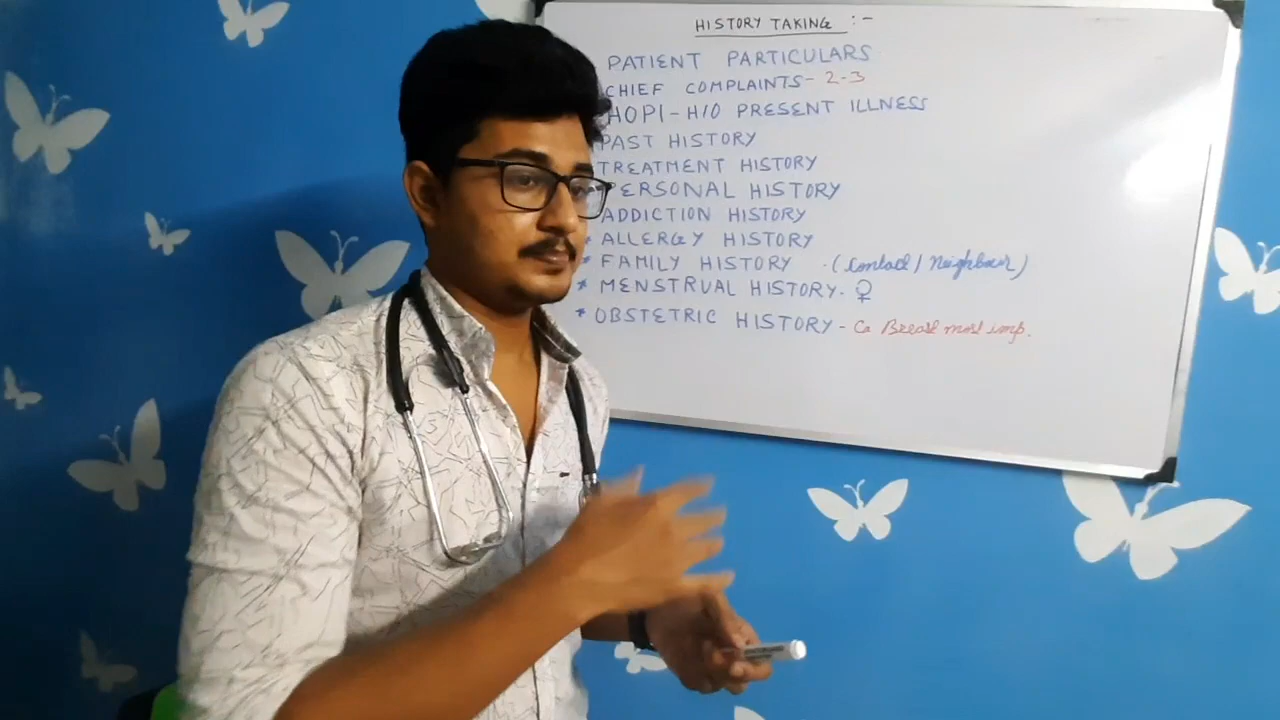 HISTORY TAKING :-
PATIENT PARTICULARS
CHIEF COMPLAINTS- 2-3
HOPI - H/O PRESENT ILLNESS
PAST HISTORY
TREATMENT HISTORY
PERSONAL HISTORY
ADDICTION HISTORY
* ALLERGY HISTORY
* FAMILY HISTORY . (Contact / Neighbour)
* MENSTRUAL HISTORY. ♀
* OBSTETRIC HISTORY - Ca Breast most imp.